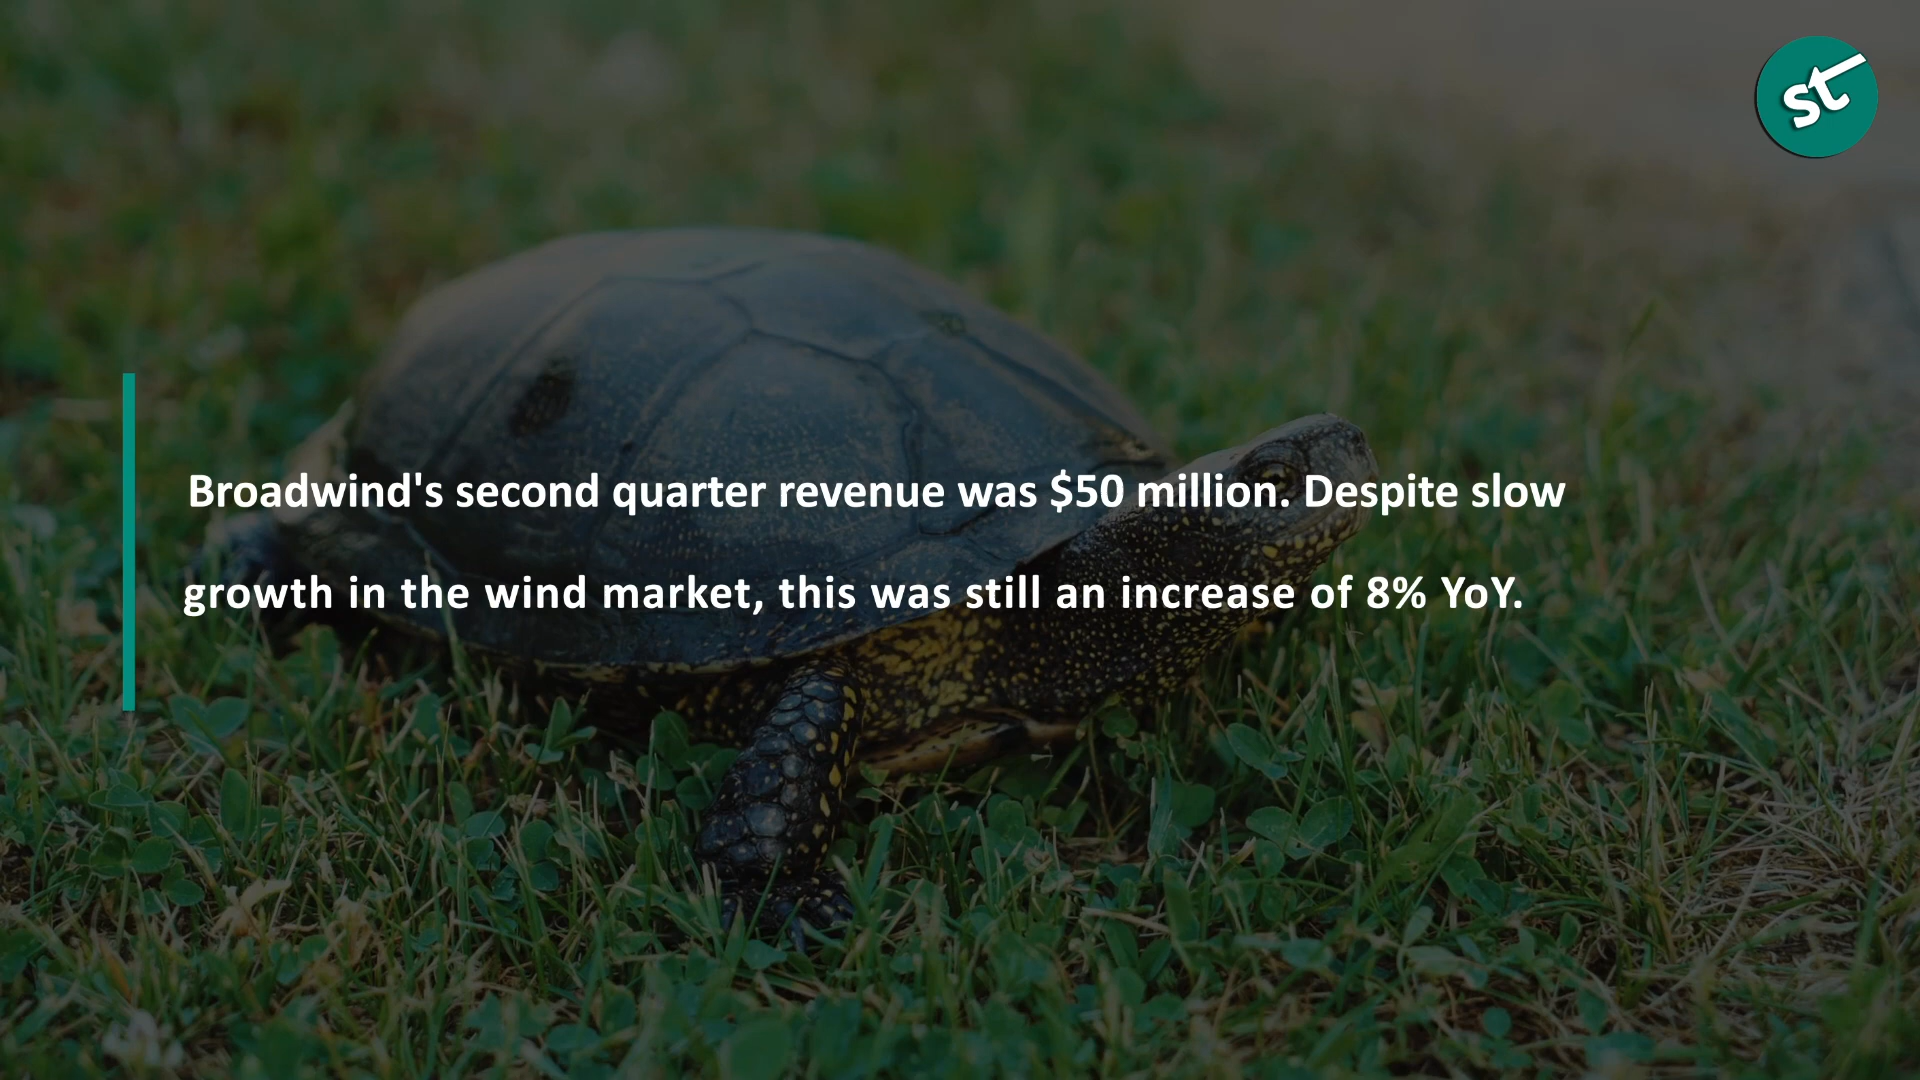 st
Broadwind's second quarter revenue was $50 million. Despite slow
growth in the wind market, this was still an increase of 8% YoY.